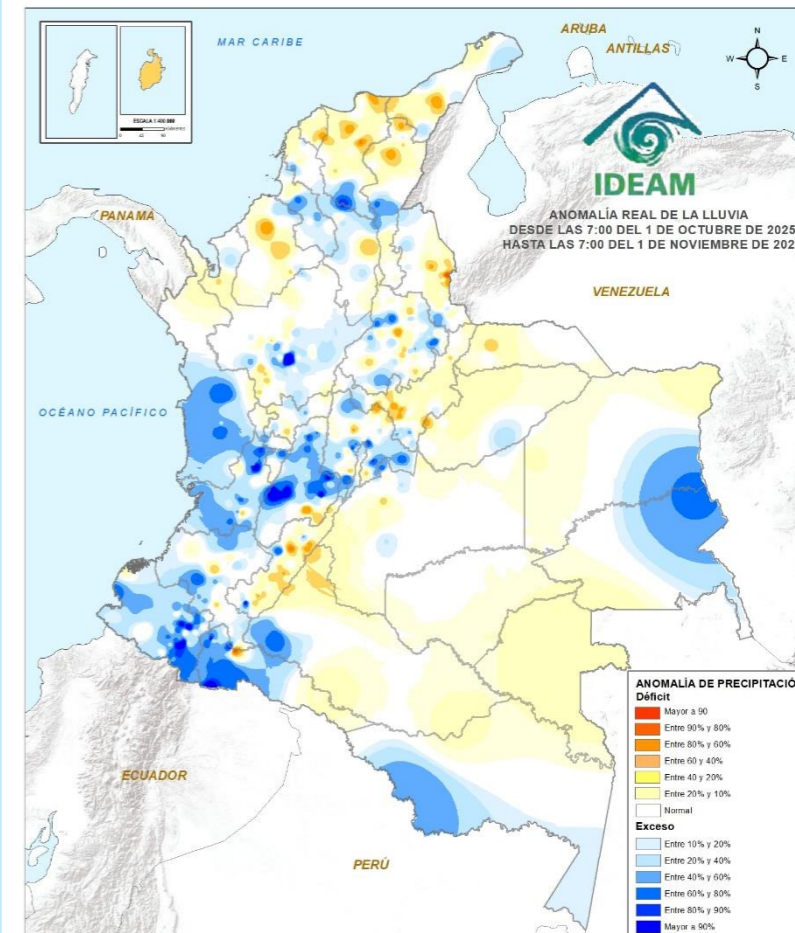 MAR CARIBE
ARUBA
ANTILLAS
N
W E
S
ESCALA 1:400.000
IDEAM
ANOMALÍA REAL DE LA LLUVIA
DESDE LAS 7:00 DEL 1 DE OCTUBRE DE 2025
HASTA LAS 7:00 DEL 1 DE NOVIEMBRE DE 202
PANAMA
VENEZUELA
OCÉANO PACÍFICO
ECUADOR
PERÚ
ANOMALÍA DE PRECIPITACIÓ
Déficit
Mayor a 90
Entre 90% y 80%
Entre 80% y 60%
Entre 60 y 40%
Entre 40 y 20%
Entre 20% y 10%
Normal
Exceso
Entre 10% y 20%
Entre 20% y 40%
Entre 40% y 60%
Entre 60% y 80%
Entre 80% y 90%
Mayor a 90%